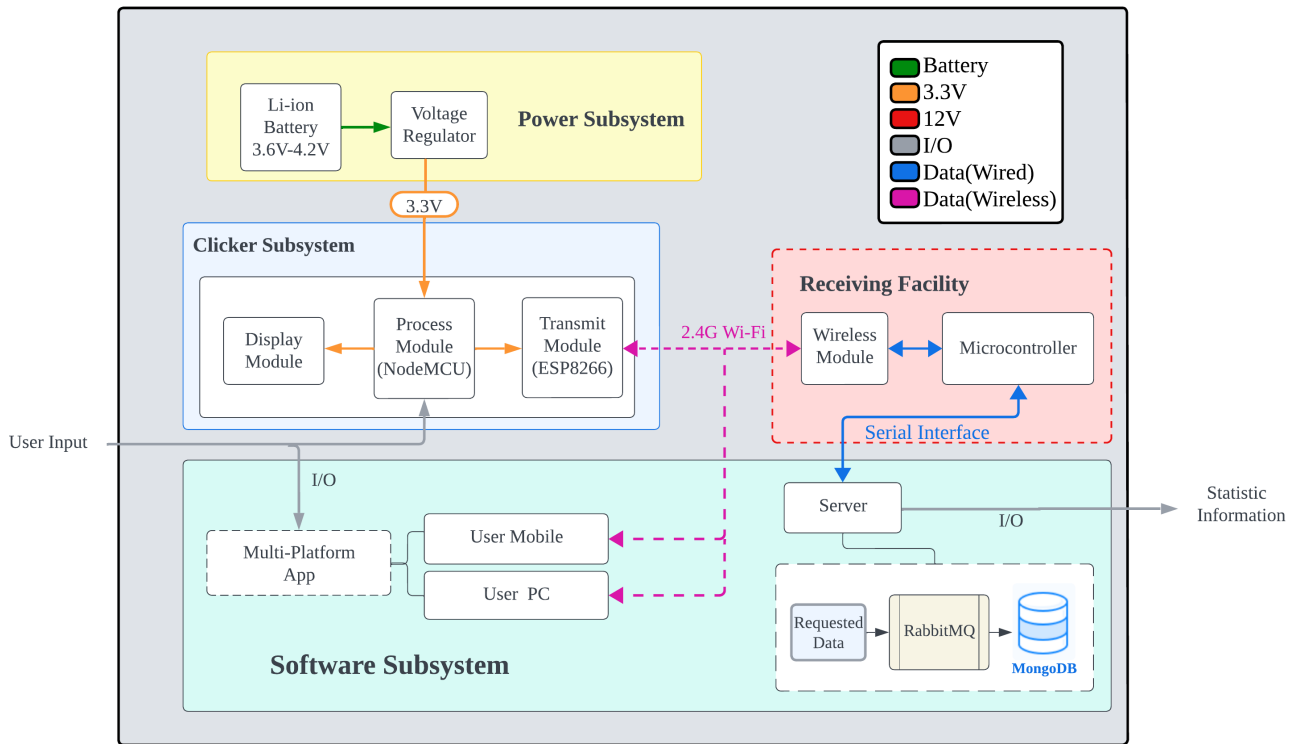 Li-ion
Battery
3.6V-4.2V
Voltage
Regulator
Power Subsystem
3.3V
Battery
3.3V
12V
I/O
Data(Wired)
Data(Wireless)
Clicker Subsystem
Display
Module
Process
Module
(NodeMCU)
Transmit
Module
(ESP8266)
2.4G Wi-Fi
Receiving Facility
Wireless
Module
Microcontroller
Serial Interface
User Input
I/O
Multi-Platform
App
User Mobile
User PC
Software Subsystem
Server
I/O
Statistic
Information
Requested
Data
RabbitMQ
MongoDB